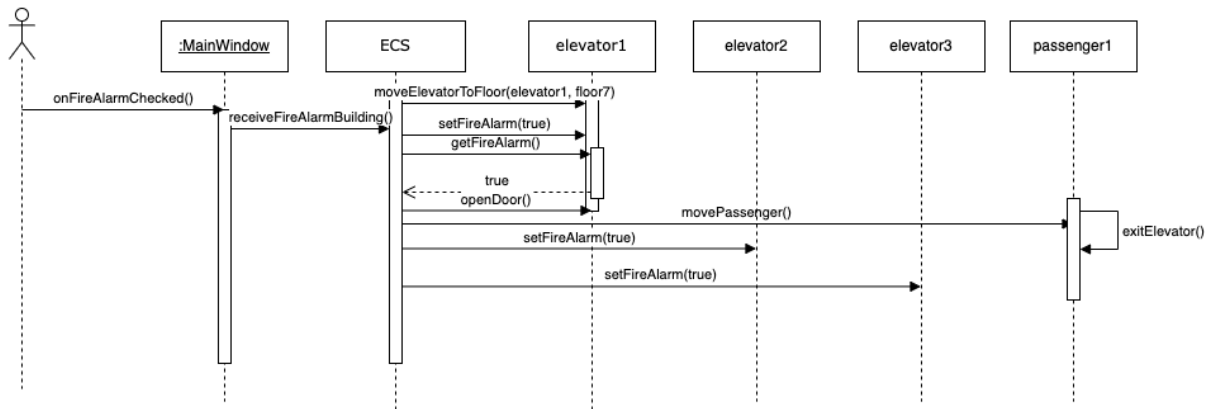 :MainWindow
ECS
elevator1
elevator2
elevator3
passenger1
moveElevatorToFloor(elevator1, floor7)
onFireAlarmChecked()
receiveFireAlarmBuilding()
setFireAlarm(true)
getFireAlarm()
true
openDoor()
movePassenger()
exitElevator()
setFireAlarm(true)
setFireAlarm(true)